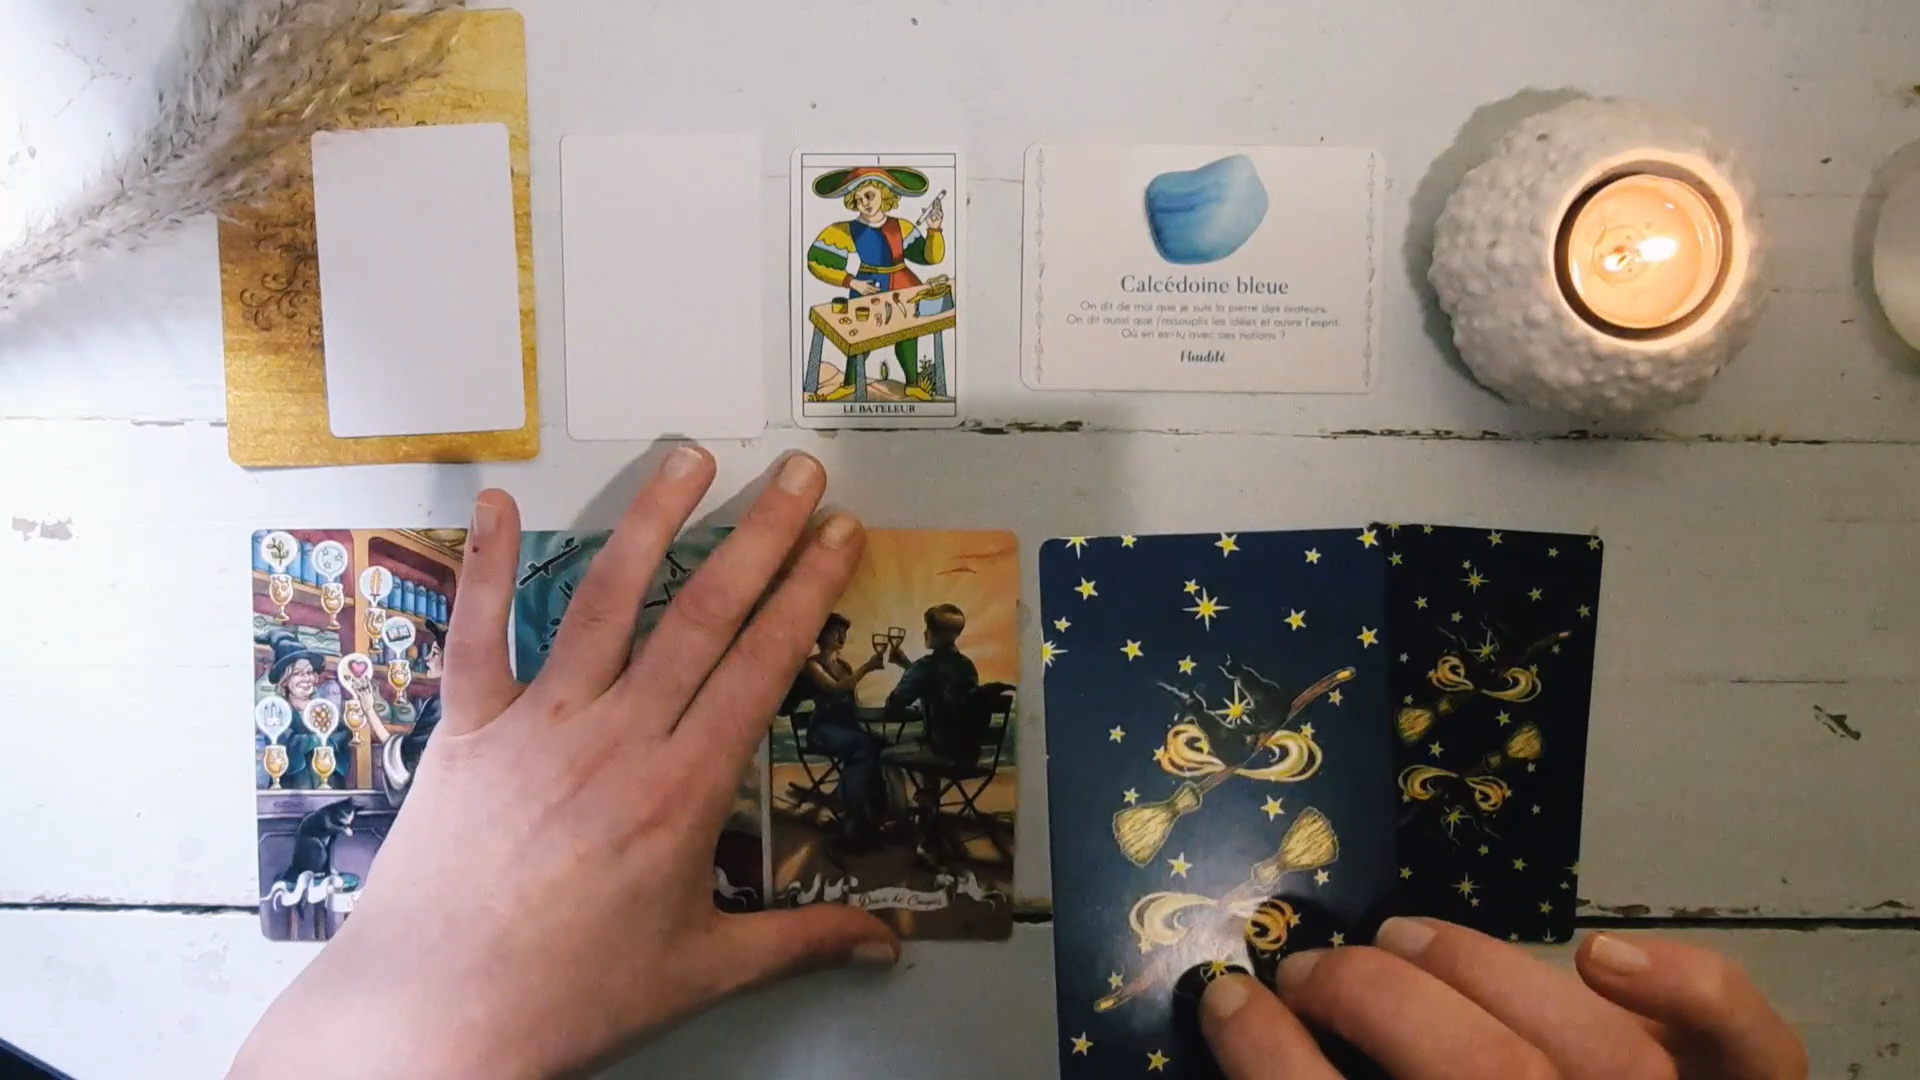 I
LE BATELEUR
Calcédoine bleue
On dit de moi que je suis la pierre des orateurs.
On dit aussi que j'assouplis les idées et ouvre l'esprit.
Où en es-tu avec ces notions ?
Fluidité
Deux de Coupes